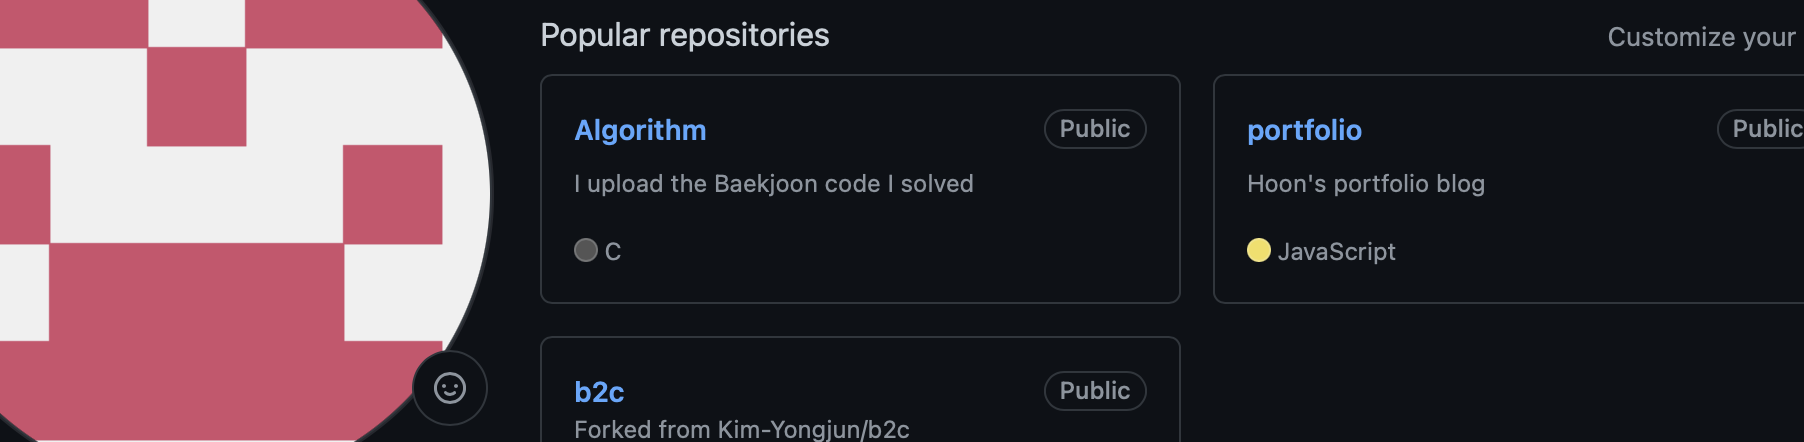 Popular repositories
Customize your
Algorithm
Public
I upload the Baekjoon code I solved
C
portfolio
Public
Hoon's portfolio blog
JavaScript
b2c
Public
Forked from Kim-Yongjun/b2c